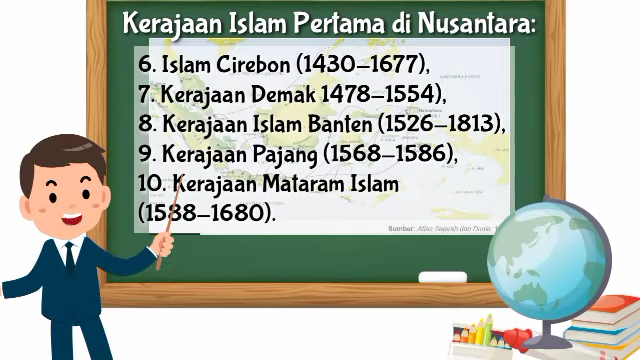 Kerajaan Islam Pertama di Nusantara:
6. Islam Cirebon (1430–1677),
7. Kerajaan Demak 1478–1554),
8. Kerajaan Islam Banten (1526–1813),
9. Kerajaan Pajang (1568–1586),
10. Kerajaan Mataram Islam
(1588–1680).
Sumber: Atlas Sejarah dan Dunia,